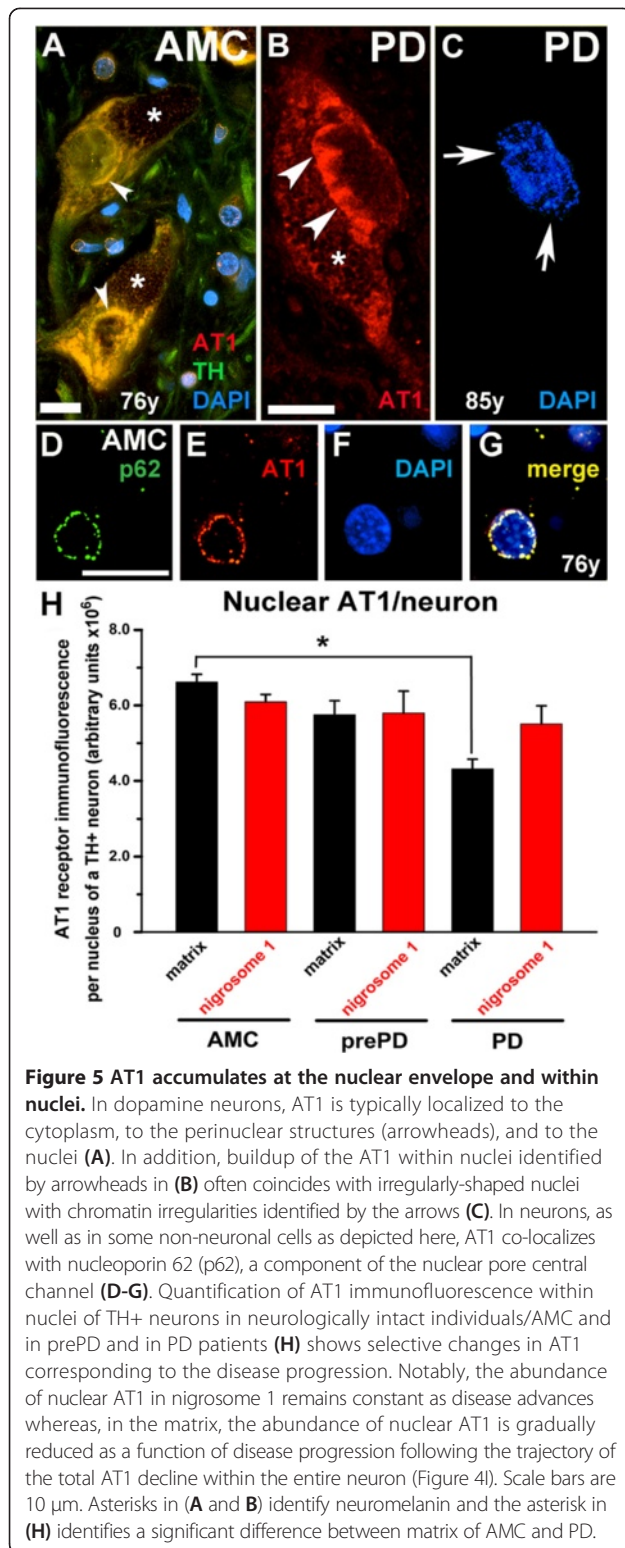 A AMC
B PD
C PD
*
*
*
AT1
TH
DAPI
76y
AT1
85y
DAPI
D AMC
p62
E AT1
F DAPI
G merge
76y
H Nuclear AT1/neuron
AT1 receptor immunofluorescence
per nucleus of a TH+ neuron (arbitrary units x10⁶)
8.0
6.0
4.0
2.0
0
*
matrix
nigrosome 1
matrix
nigrosome 1
matrix
nigrosome 1
AMC
prePD
PD
Figure 5 AT1 accumulates at the nuclear envelope and within
nuclei. In dopamine neurons, AT1 is typically localized to the
cytoplasm, to the perinuclear structures (arrowheads), and to the
nuclei (A). In addition, buildup of the AT1 within nuclei identified
by arrowheads in (B) often coincides with irregularly-shaped nuclei
with chromatin irregularities identified by the arrows (C). In neurons, as
well as in some non-neuronal cells as depicted here, AT1 co-localizes
with nucleoporin 62 (p62), a component of the nuclear pore central
channel (D-G). Quantification of AT1 immunofluorescence within
nuclei of TH+ neurons in neurologically intact individuals/AMC and
in prePD and in PD patients (H) shows selective changes in AT1
corresponding to the disease progression. Notably, the abundance
of nuclear AT1 in nigrosome 1 remains constant as disease advances
whereas, in the matrix, the abundance of nuclear AT1 is gradually
reduced as a function of disease progression following the trajectory of
the total AT1 decline within the entire neuron (Figure 4I). Scale bars are
10 μm. Asterisks in (A and B) identify neuromelanin and the asterisk in
(H) identifies a significant difference between matrix of AMC and PD.